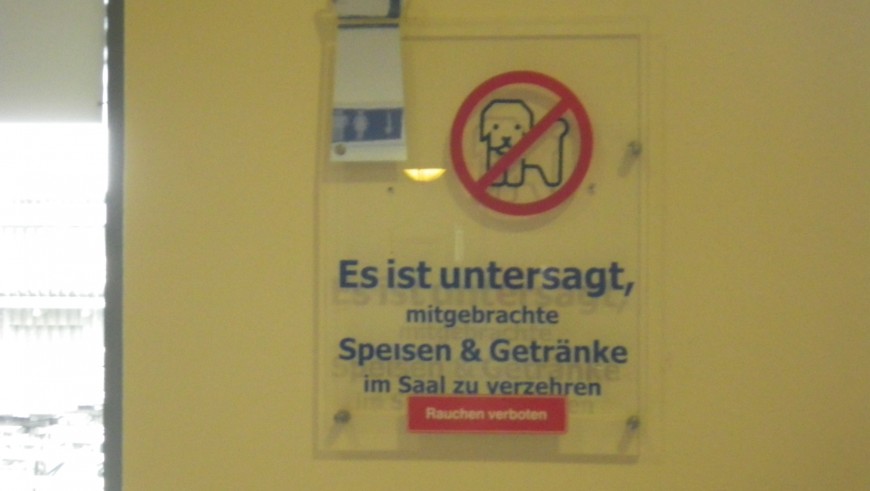 Es ist untersagt,
mitgebrachte
Speisen & Getränke
im Saal zu verzehren
Rauchen verboten